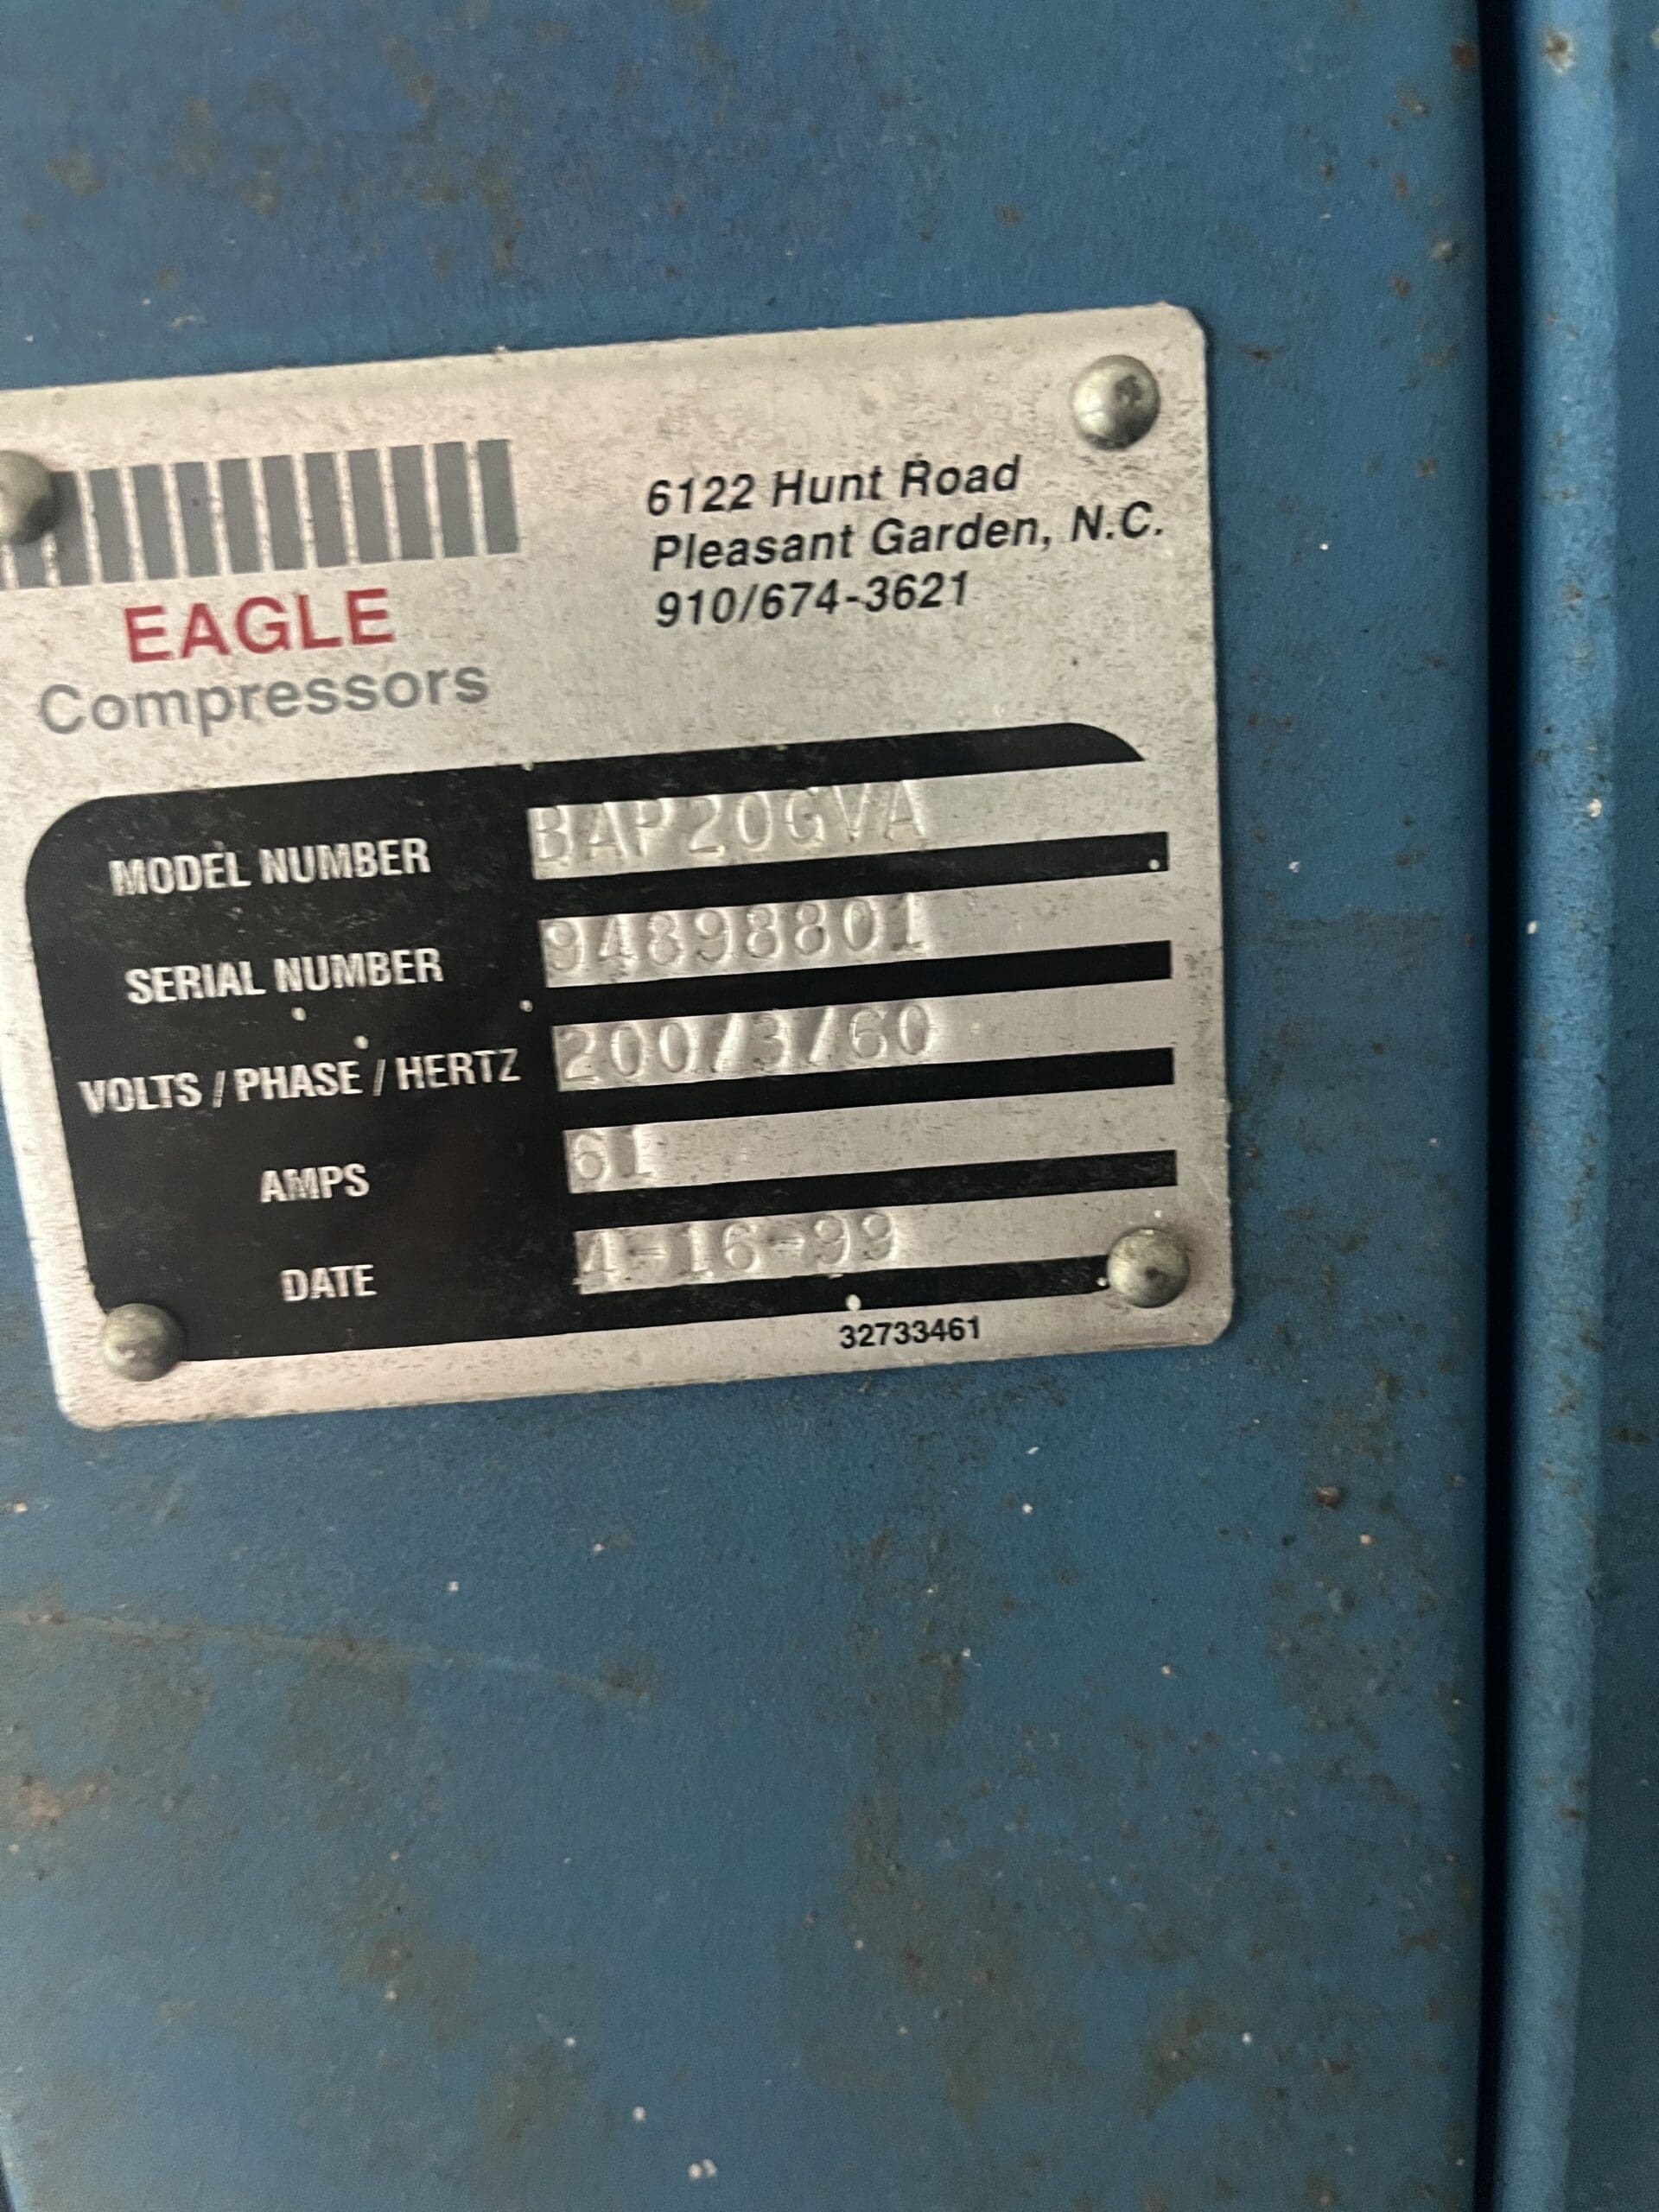 EAGLE
Compressors
6122 Hunt Road
Pleasant Garden, N.C.
910/674-3621
MODEL NUMBER BAP20GVA
SERIAL NUMBER 94898801
VOLTS / PHASE / HERTZ 200/3/60
AMPS 61
DATE 4-16-99
32733461